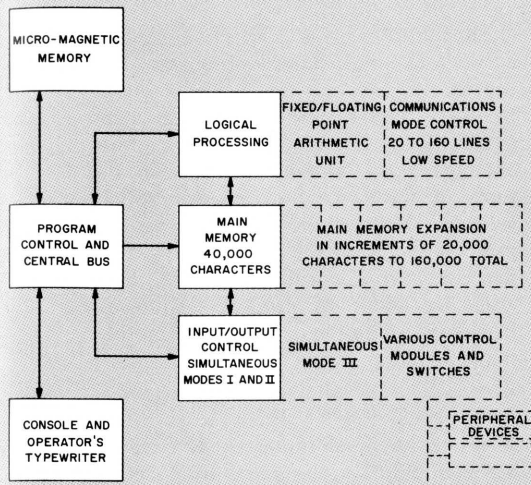 MICRO-MAGNETIC
MEMORY
LOGICAL
PROCESSING
FIXED/FLOATING
POINT
ARITHMETIC
UNIT
COMMUNICATIONS
MODE CONTROL
20 TO 160 LINES
LOW SPEED
PROGRAM
CONTROL AND
CENTRAL BUS
MAIN
MEMORY
40,000
CHARACTERS
MAIN MEMORY EXPANSION
IN INCREMENTS OF 20,000
CHARACTERS TO 160,000 TOTAL
INPUT/OUTPUT
CONTROL
SIMULTANEOUS
MODES I AND II
SIMULTANEOUS
MODE III
VARIOUS CONTROL
MODULES AND
SWITCHES
CONSOLE AND
OPERATOR'S
TYPEWRITER
PERIPHERAL
DEVICES